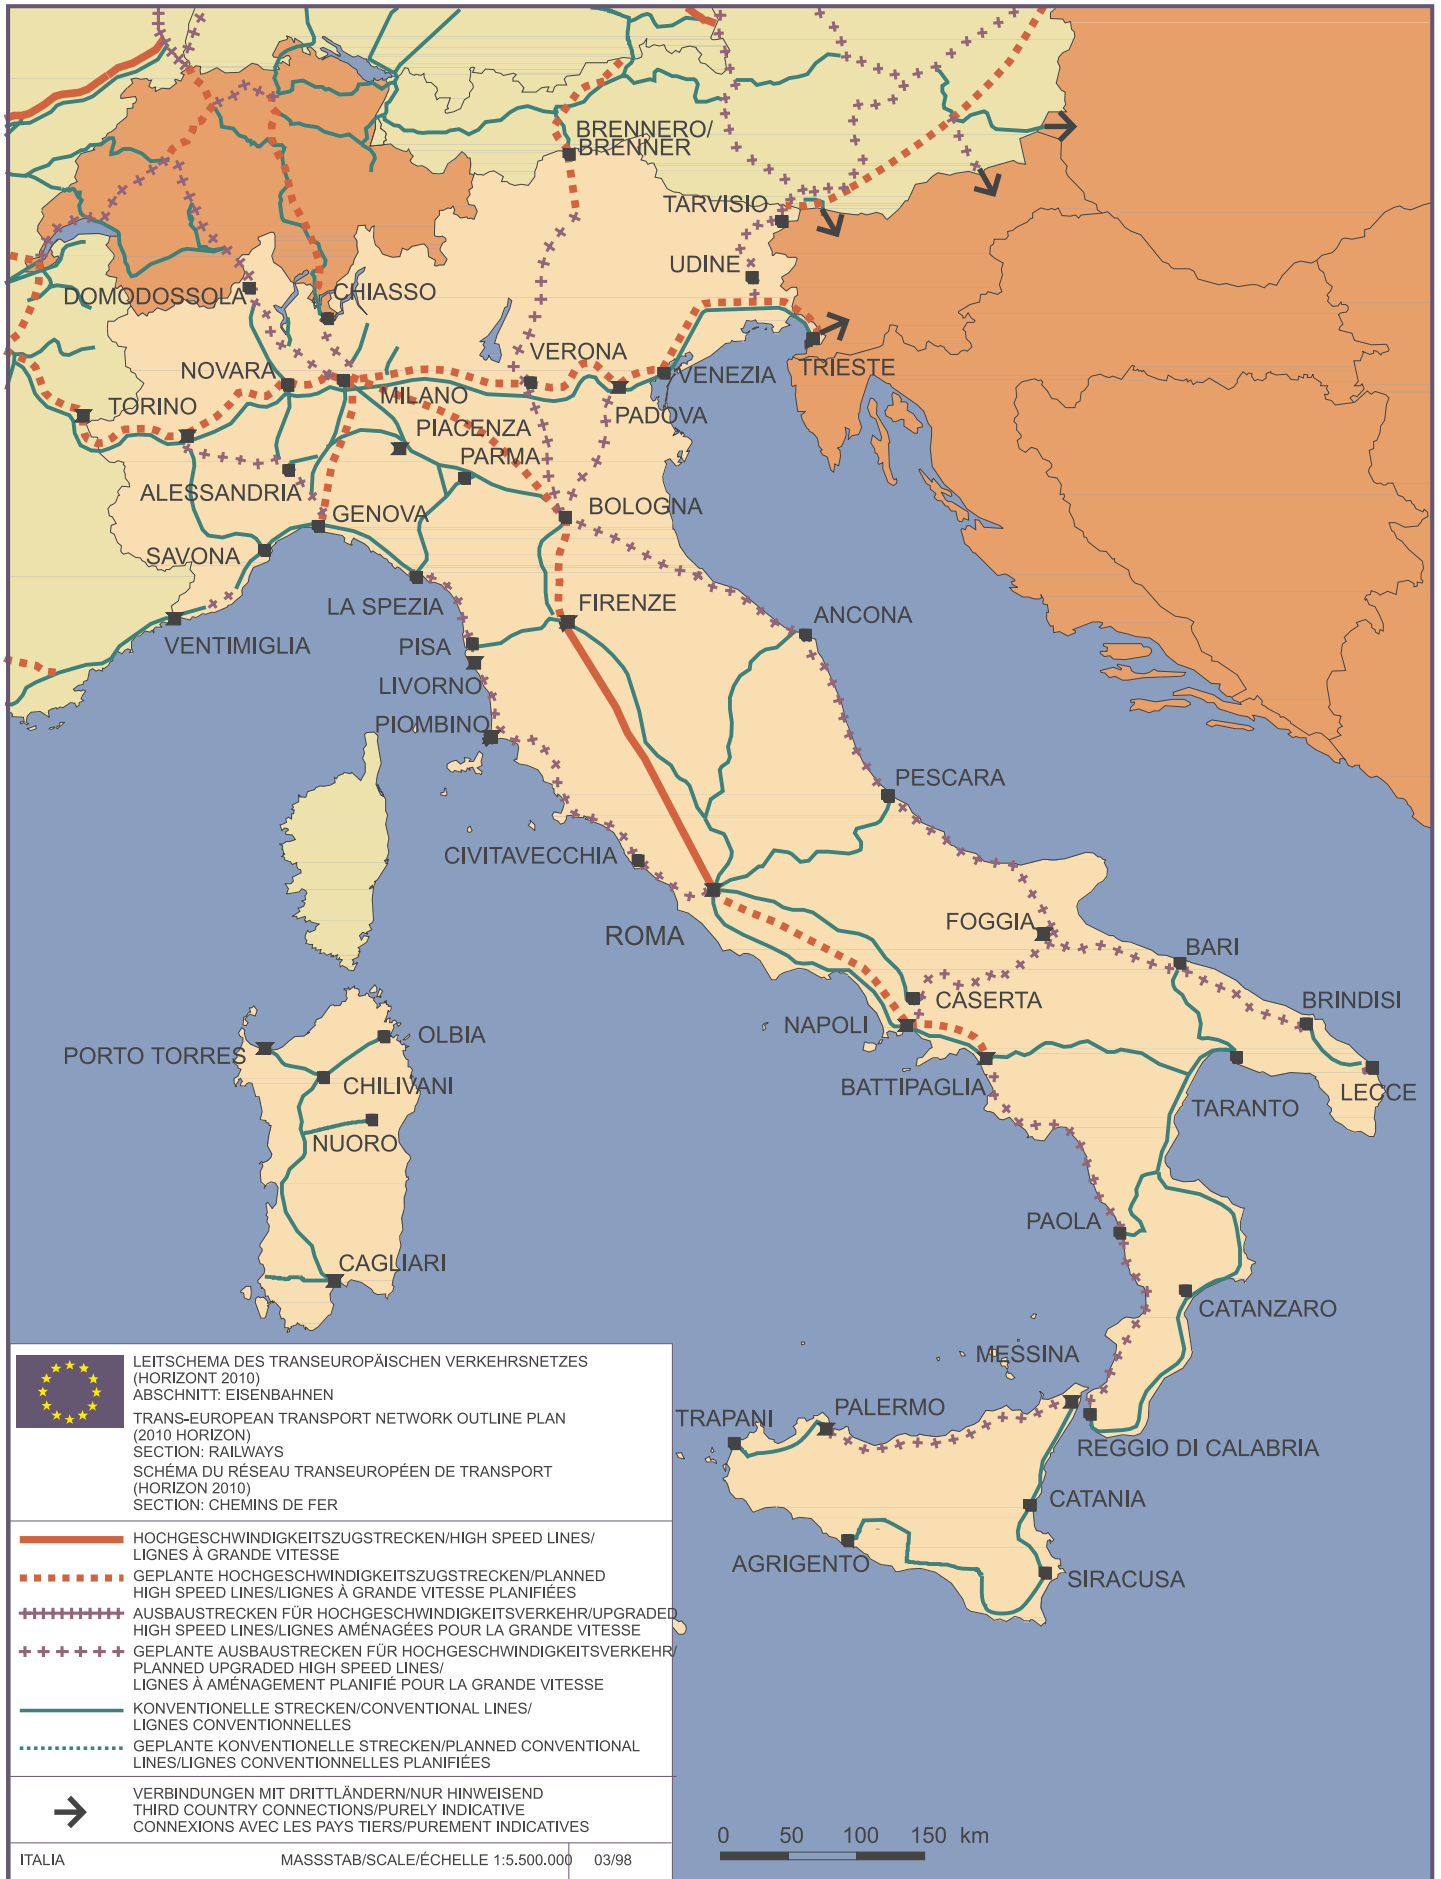 BRENNERO/
BRENNER
TARVISIO
UDINE
DOMODOSSOLA
CHIASSO
VERONA
NOVARA
VENEZIA
TRIESTE
MILANO
TORINO
PADOVA
PIACENZA
PARMA
ALESSANDRIA
BOLOGNA
GENOVA
SAVONA
LA SPEZIA
FIRENZE
ANCONA
VENTIMIGLIA
PISA
LIVORNO
PIOMBINO
PESCARA
CIVITAVECCHIA
ROMA
FOGGIA
BARI
CASERTA
BRINDISI
NAPOLI
OLBIA
PORTO TORRES
CHILIVANI
BATTIPAGLIA
LECCE
TARANTO
NUORO
PAOLA
CAGLIARI
CATANZARO
MESSINA
TRAPANI
PALERMO
REGGIO DI CALABRIA
CATANIA
AGRIGENTO
SIRACUSA
LEITSCHEMA DES TRANSEUROPÄISCHEN VERKEHRSNETZES
(HORIZONT 2010)
ABSCHNITT: EISENBAHNEN
TRANS-EUROPEAN TRANSPORT NETWORK OUTLINE PLAN
(2010 HORIZON)
SECTION: RAILWAYS
SCHÉMA DU RÉSEAU TRANSEUROPÉEN DE TRANSPORT
(HORIZON 2010)
SECTION: CHEMINS DE FER
HOCHGESCHWINDIGKEITSZUGSTRECKEN/HIGH SPEED LINES/
LIGNES À GRANDE VITESSE
GEPLANTE HOCHGESCHWINDIGKEITSZUGSTRECKEN/PLANNED
HIGH SPEED LINES/LIGNES À GRANDE VITESSE PLANIFIÉES
AUSBAUSTRECKEN FÜR HOCHGESCHWINDIGKEITSVERKEHR/UPGRADED
HIGH SPEED LINES/LIGNES AMÉNAGÉES POUR LA GRANDE VITESSE
GEPLANTE AUSBAUSTRECKEN FÜR HOCHGESCHWINDIGKEITSVERKEHR/
PLANNED UPGRADED HIGH SPEED LINES/
LIGNES À AMÉNAGEMENT PLANIFIÉ POUR LA GRANDE VITESSE
KONVENTIONELLE STRECKEN/CONVENTIONAL LINES/
LIGNES CONVENTIONNELLES
GEPLANTE KONVENTIONELLE STRECKEN/PLANNED CONVENTIONAL
LINES/LIGNES CONVENTIONNELLES PLANIFIÉES
VERBINDUNGEN MIT DRITTLÄNDERN/NUR HINWEISEND
THIRD COUNTRY CONNECTIONS/PURELY INDICATIVE
CONNEXIONS AVEC LES PAYS TIERS/PUREMENT INDICATIVES
ITALIA MASSSTAB/SCALE/ÉCHELLE 1:5.500.000 03/98
0 50 100 150 km